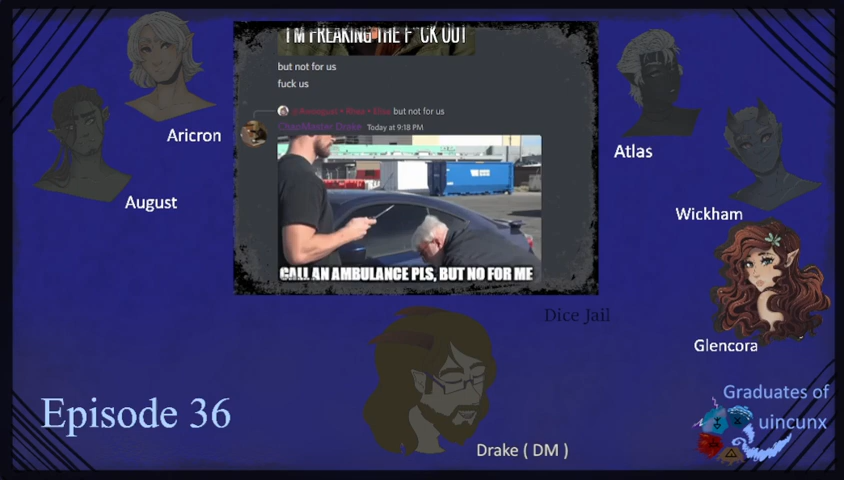 I'M FREAKING THE F*CK OUT
but not for us
fuck us
but not for us
ChaoMaster Drake Today at 9:18 PM
CALL AN AMBULANCE PLS, BUT NO FOR ME
Aricron
August
Atlas
Wickham
Glencora
Dice Jail
Episode 36
Drake ( DM )
Graduates of
uincunx